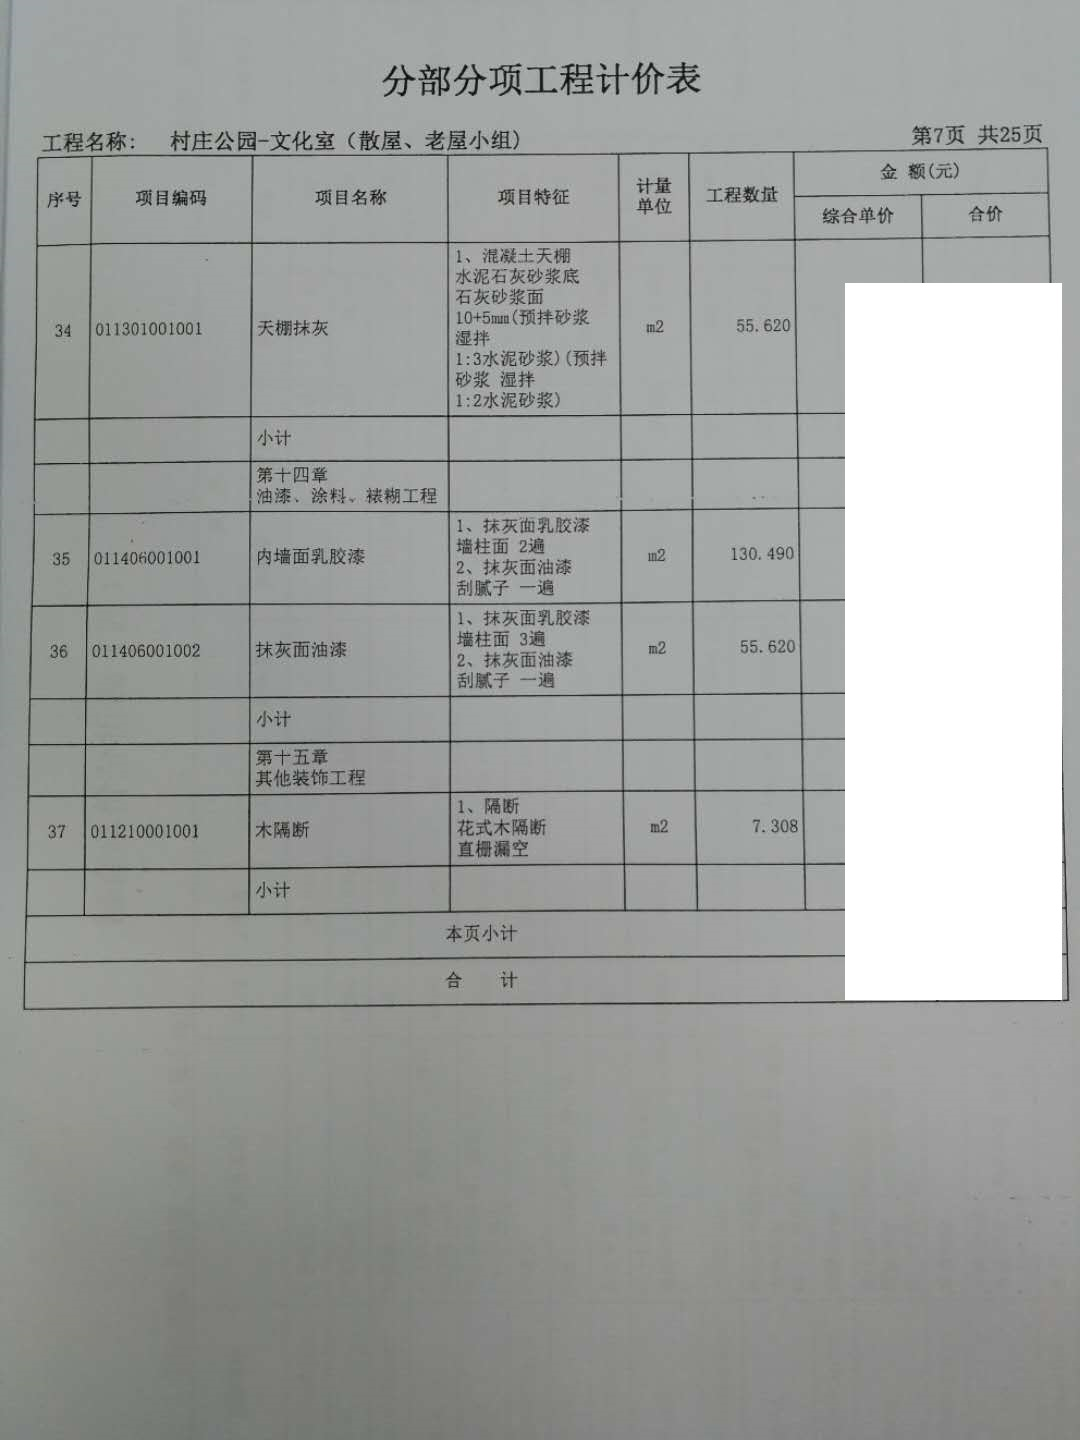 分部分项工程计价表
工程名称: 村庄公园-文化室（散屋、老屋小组） 第7页 共25页
序号 项目编码 项目名称 项目特征 计量单位 工程数量 金 额(元)
综合单价 合价
34 011301001001 天棚抹灰 m2 55.620
1、混凝土天棚
水泥石灰砂浆底
石灰砂浆面
10+5mm(预拌砂浆
湿拌
1:3水泥砂浆)(预拌
砂浆 湿拌
1:2水泥砂浆)
小计
第十四章
油漆、涂料、裱糊工程
35 011406001001 内墙面乳胶漆 m2 130.490
1、抹灰面乳胶漆
墙柱面 2遍
2、抹灰面油漆
刮腻子 一遍
36 011406001002 抹灰面油漆 m2 55.620
1、抹灰面乳胶漆
墙柱面 3遍
2、抹灰面油漆
刮腻子 一遍
小计
第十五章
其他装饰工程
37 011210001001 木隔断 m2 7.308
1、隔断
花式木隔断
直栅漏空
小计
本页小计
合 计